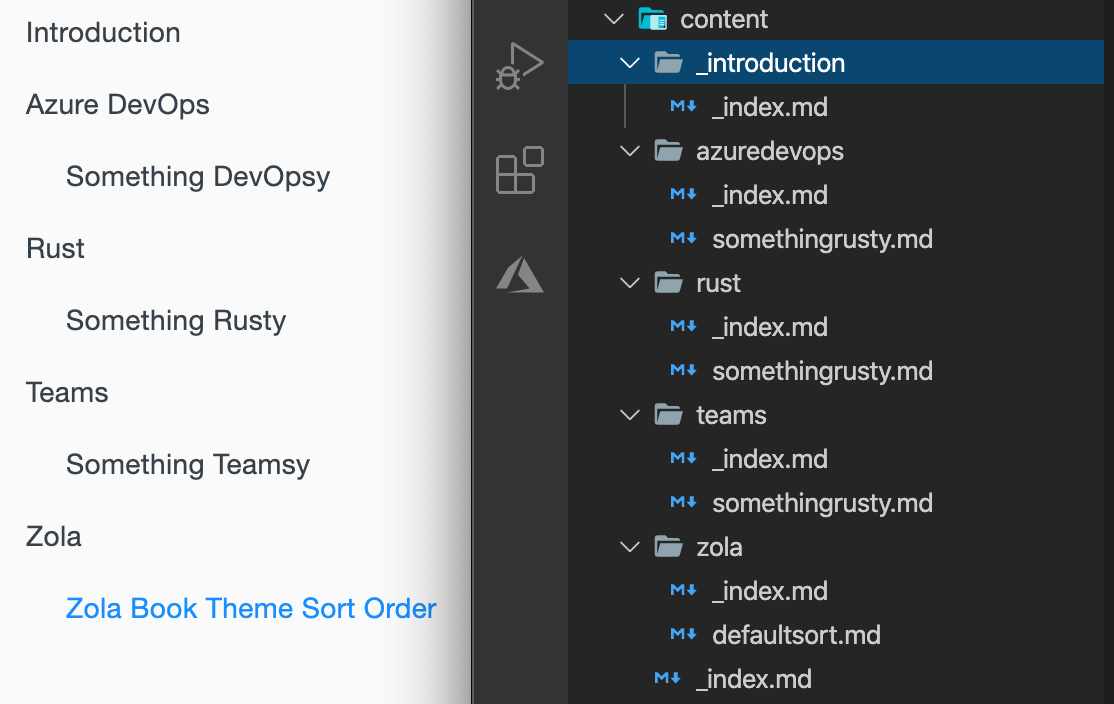 Introduction
Azure DevOps
Something DevOpsy
Rust
Something Rusty
Teams
Something Teamsy
Zola
Zola Book Theme Sort Order
content
_introduction
_index.md
azuredevops
_index.md
somethingrusty.md
rust
_index.md
somethingrusty.md
teams
_index.md
somethingrusty.md
zola
_index.md
defaultsort.md
_index.md